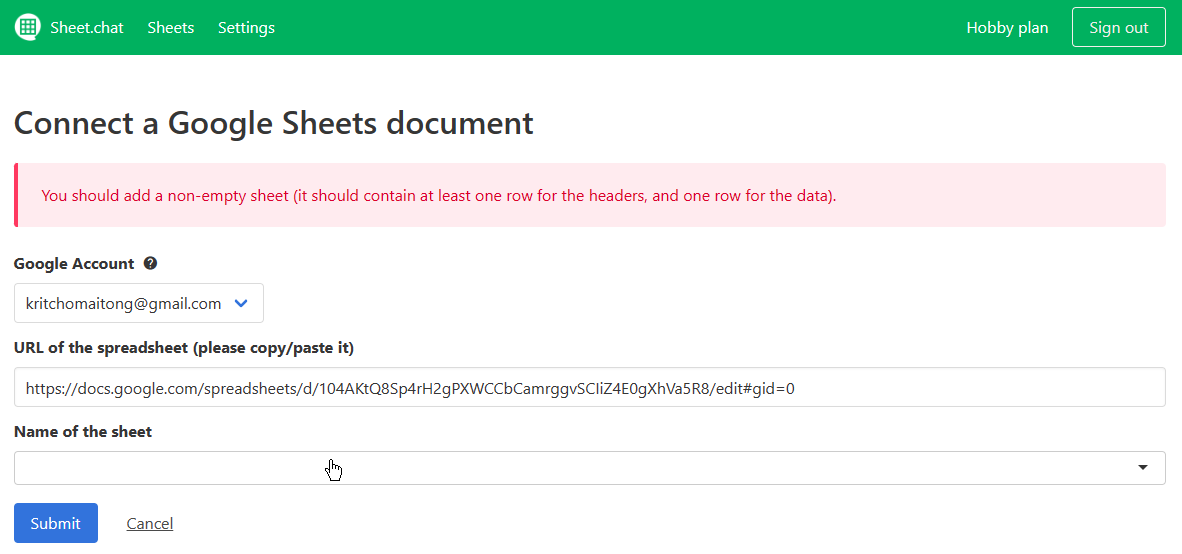 Sheet.chat Sheets Settings Hobby plan Sign out
Connect a Google Sheets document
You should add a non-empty sheet (it should contain at least one row for the headers, and one row for the data).
Google Account ?
kritchomaitong@gmail.com
URL of the spreadsheet (please copy/paste it)
https://docs.google.com/spreadsheets/d/104AKtQ8Sp4rH2gPXWCCbCamrggvSCIiZ4E0gXhVa5R8/edit#gid=0
Name of the sheet
Submit Cancel